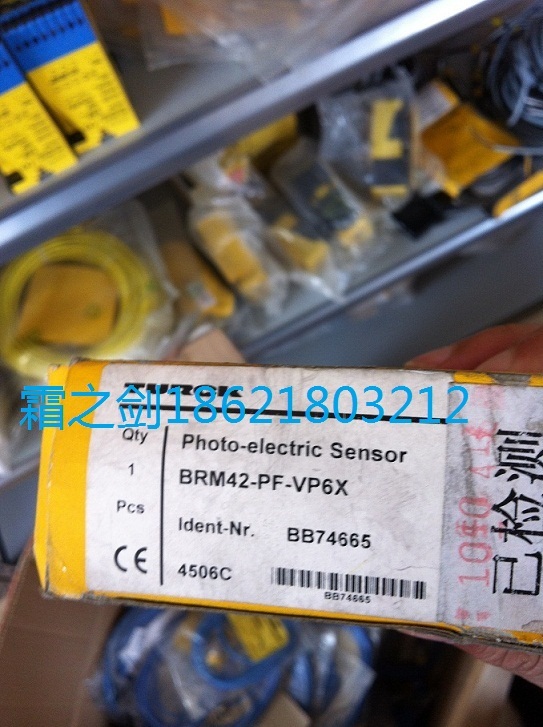 TURCK
霜之剑18621803212
Qty
1
Pcs
CE
Photo-electric Sensor
BRM42-PF-VP6X
Ident-Nr. BB74665
4506C
BB74665
已检测